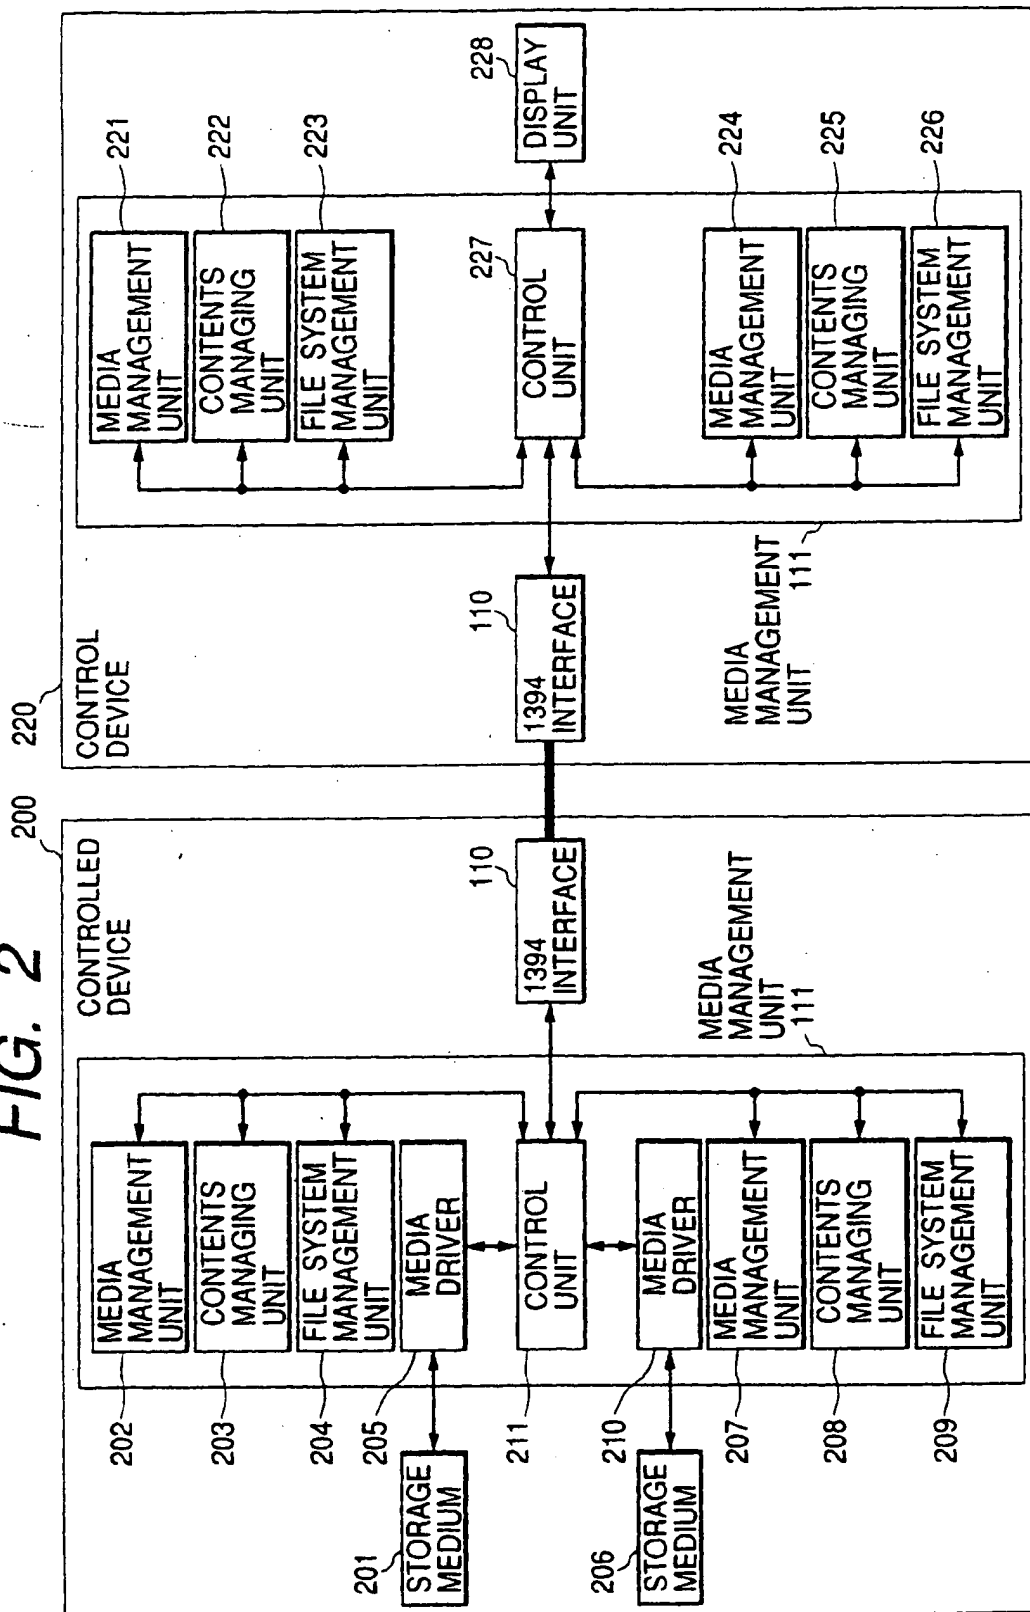 FIG. 2
200
CONTROLLED
DEVICE
201
STORAGE
MEDIUM
206
STORAGE
MEDIUM
202
MEDIA
MANAGEMENT
UNIT
203
CONTENTS
MANAGING
UNIT
204
FILE SYSTEM
MANAGEMENT
UNIT
205
MEDIA
DRIVER
211
CONTROL
UNIT
210
MEDIA
DRIVER
207
MEDIA
MANAGEMENT
UNIT
208
CONTENTS
MANAGING
UNIT
209
FILE SYSTEM
MANAGEMENT
UNIT
MEDIA
MANAGEMENT
UNIT
111
110
1394
INTERFACE
220
CONTROL
DEVICE
110
1394
INTERFACE
MEDIA
MANAGEMENT
UNIT
111
221
MEDIA
MANAGEMENT
UNIT
222
CONTENTS
MANAGING
UNIT
223
FILE SYSTEM
MANAGEMENT
UNIT
227
CONTROL
UNIT
224
MEDIA
MANAGEMENT
UNIT
225
CONTENTS
MANAGING
UNIT
226
FILE SYSTEM
MANAGEMENT
UNIT
228
DISPLAY
UNIT